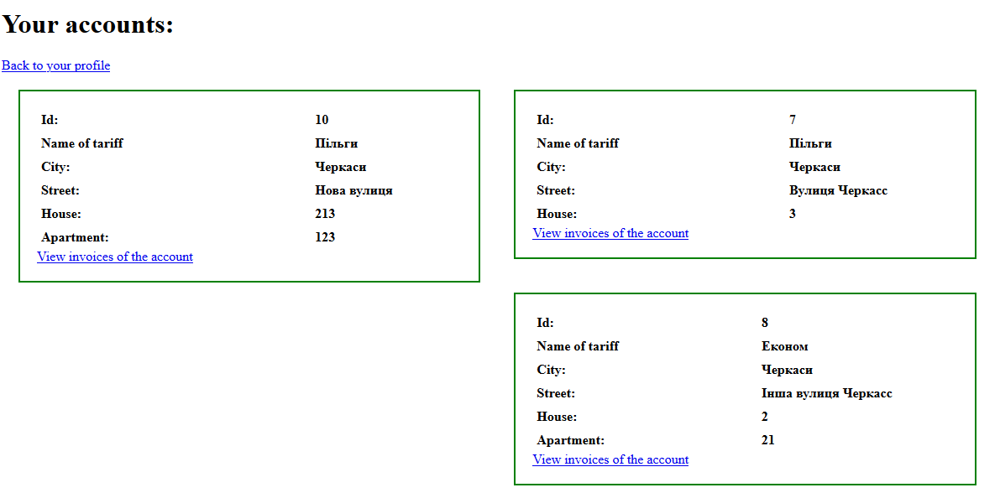 Your accounts:
Back to your profile
Id: 10
Name of tariff Пільги
City: Черкаси
Street: Нова вулиця
House: 213
Apartment: 123
View invoices of the account
Id: 7
Name of tariff Пільги
City: Черкаси
Street: Вулиця Черкасс
House: 3
View invoices of the account
Id: 8
Name of tariff Економ
City: Черкаси
Street: Інша вулиця Черкасс
House: 2
Apartment: 21
View invoices of the account